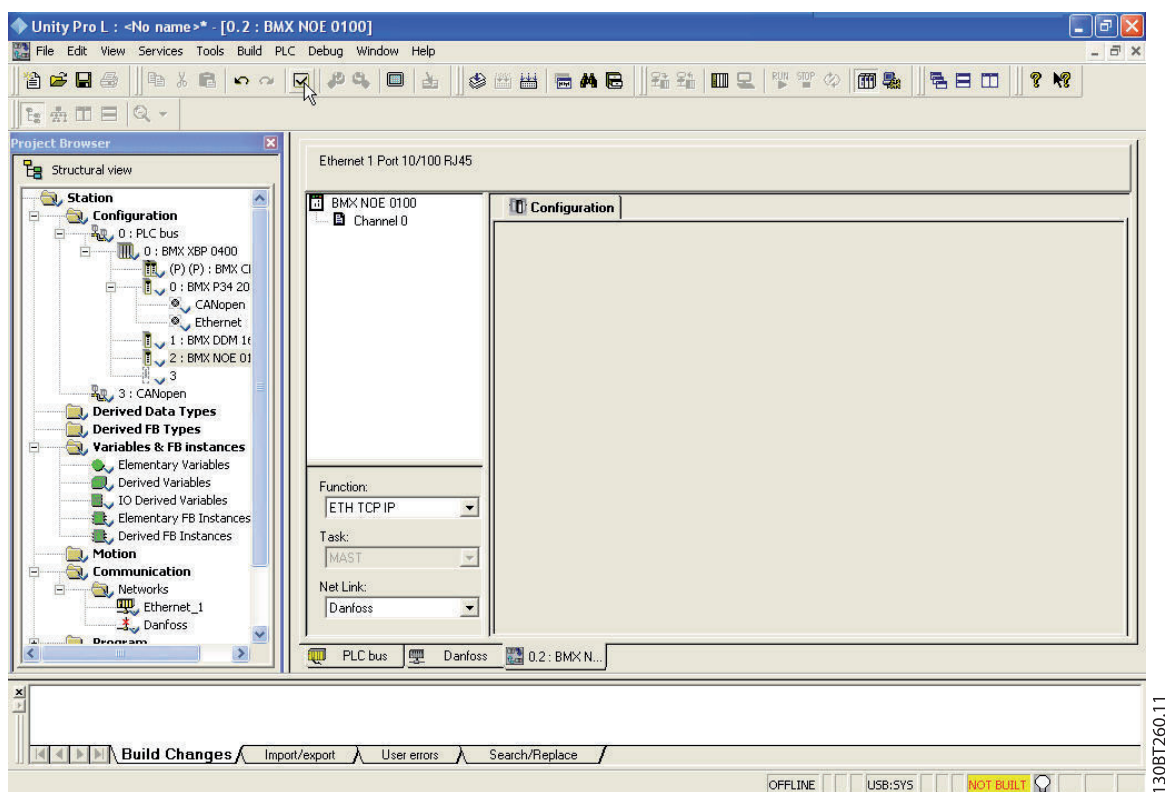 Unity Pro L : <No name>* - [0.2 : BMX NOE 0100]
File Edit View Services Tools Build PLC Debug Window Help
RUN STOP
Project Browser
Structural view
Station
Configuration
0 : PLC bus
0 : BMX XBP 0400
(P) (P) : BMX C
0 : BMX P34 20
CANopen
Ethernet
1 : BMX DDM 16
2 : BMX NOE 01
3
3 : CANopen
Derived Data Types
Derived FB Types
Variables & FB instances
Elementary Variables
Derived Variables
IO Derived Variables
Elementary FB Instances
Derived FB Instances
Motion
Communication
Networks
Ethernet_1
Danfoss
Program
Ethernet 1 Port 10/100 RJ45
BMX NOE 0100
Channel 0
Configuration
Function:
ETH TCP IP
Task:
MAST
Net Link:
Danfoss
PLC bus Danfoss 0.2 : BMX N...
Build Changes Import/export User errors Search/Replace
OFFLINE USB:SYS NOT BUILT
130BT260.11